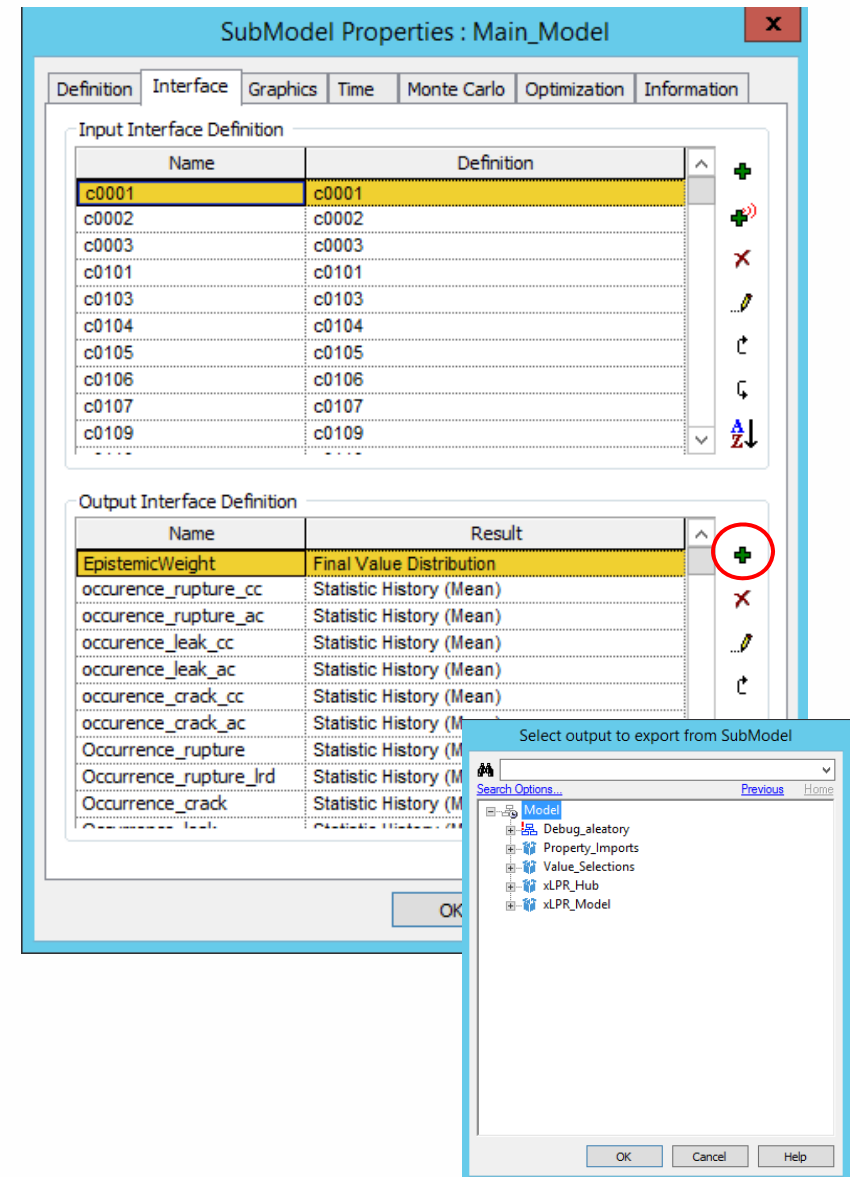 SubModel Properties : Main_Model
x
Definition Interface Graphics Time Monte Carlo Optimization Information
Input Interface Definition
Name Definition
c0001 c0001
c0002 c0002
c0003 c0003
c0101 c0101
c0103 c0103
c0104 c0104
c0105 c0105
c0106 c0106
c0107 c0107
c0109 c0109
Output Interface Definition
Name Result
EpistemicWeight Final Value Distribution
occurence_rupture_cc Statistic History (Mean)
occurence_rupture_ac Statistic History (Mean)
occurence_leak_cc Statistic History (Mean)
occurence_leak_ac Statistic History (Mean)
occurence_crack_cc Statistic History (Mean)
occurence_crack_ac Statistic History (M
Occurrence_rupture Statistic History (M
Occurrence_rupture_lrd Statistic History (M
Occurrence_crack Statistic History (M
OK
Select output to export from SubModel
Search Options... Previous Home
Model
Debug_aleatory
Property_Imports
Value_Selections
xLPR_Hub
xLPR_Model
OK Cancel Help